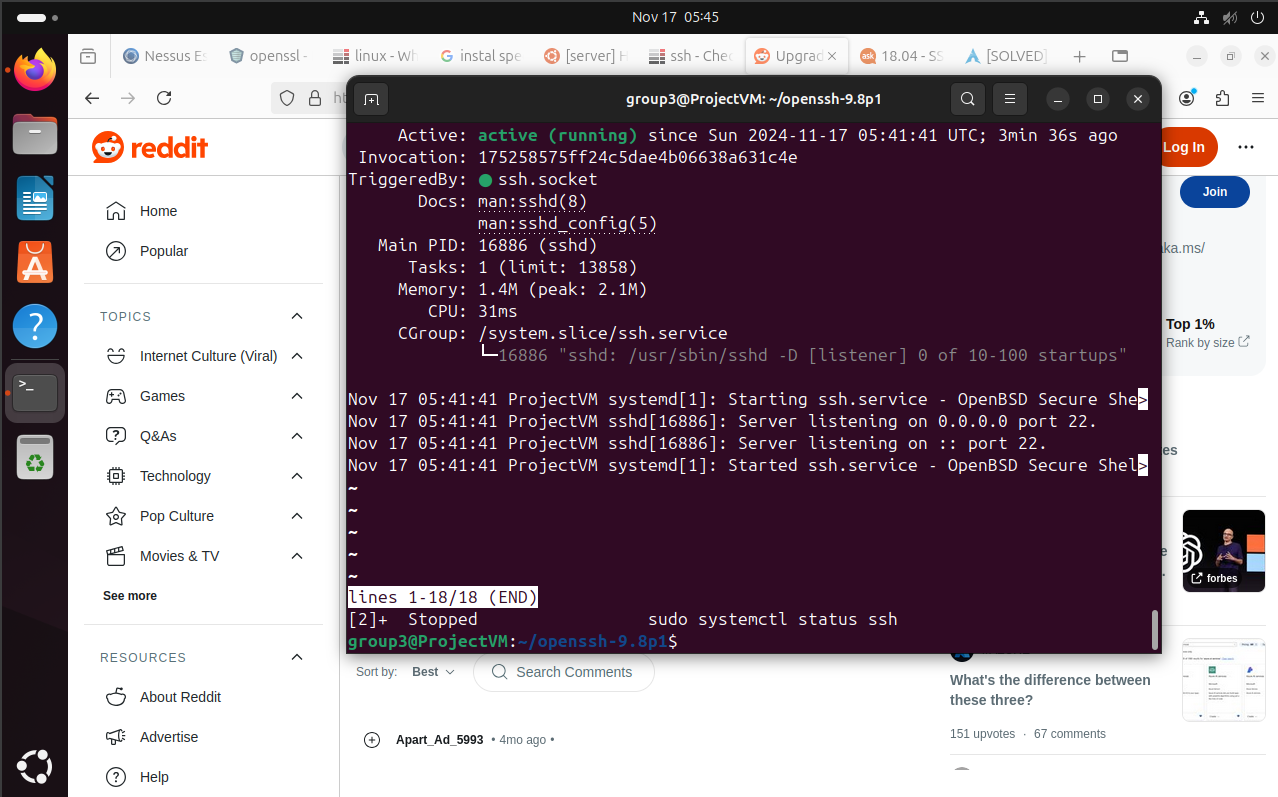 Nov 17 05:45
Nessus Es
openssl -
linux - Wh
instal spe
[server] H
ssh - Chec
Upgrad
18.04 - SS
[SOLVED]
group3@ProjectVM: ~/openssh-9.8p1
reddit
Log In
Home
Popular
TOPICS
Internet Culture (Viral)
Games
Q&As
Technology
Pop Culture
Movies & TV
See more
RESOURCES
About Reddit
Advertise
Help
Active: active (running) since Sun 2024-11-17 05:41:41 UTC; 3min 36s ago
Invocation: 175258575ff24c5dae4b06638a631c4e
TriggeredBy: ● ssh.socket
Docs: man:sshd(8)
man:sshd_config(5)
Main PID: 16886 (sshd)
Tasks: 1 (limit: 13858)
Memory: 1.4M (peak: 2.1M)
CPU: 31ms
CGroup: /system.slice/ssh.service
└─16886 "sshd: /usr/sbin/sshd -D [listener] 0 of 10-100 startups"
Nov 17 05:41:41 ProjectVM systemd[1]: Starting ssh.service - OpenBSD Secure She>
Nov 17 05:41:41 ProjectVM sshd[16886]: Server listening on 0.0.0.0 port 22.
Nov 17 05:41:41 ProjectVM sshd[16886]: Server listening on :: port 22.
Nov 17 05:41:41 ProjectVM systemd[1]: Started ssh.service - OpenBSD Secure Shel>
~
~
~
~
~
lines 1-18/18 (END)
[2]+  Stopped                 sudo systemctl status ssh
group3@ProjectVM:~/openssh-9.8p1$
Sort by: Best
Search Comments
Apart_Ad_5993 • 4mo ago •
Join
ka.ms/
Top 1%
Rank by size
es
forbes
What's the difference between
these three?
151 upvotes · 67 comments